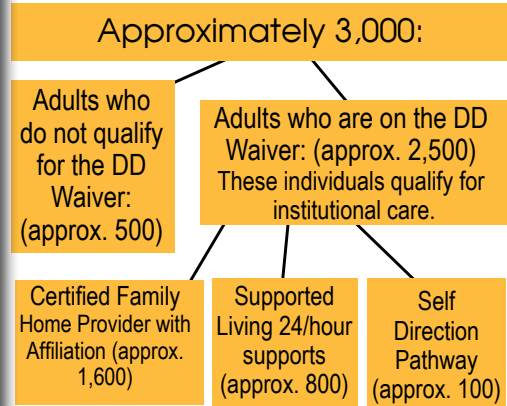 Approximately 3,000:
Adults who
do not qualify
for the DD
Waiver:
(approx. 500)
Adults who are on the DD
Waiver: (approx. 2,500)
These individuals qualify for
institutional care.
Certified Family
Home Provider with
Affiliation (approx.
1,600)
Supported
Living 24/hour
supports
(approx. 800)
Self
Direction
Pathway
(approx. 100)